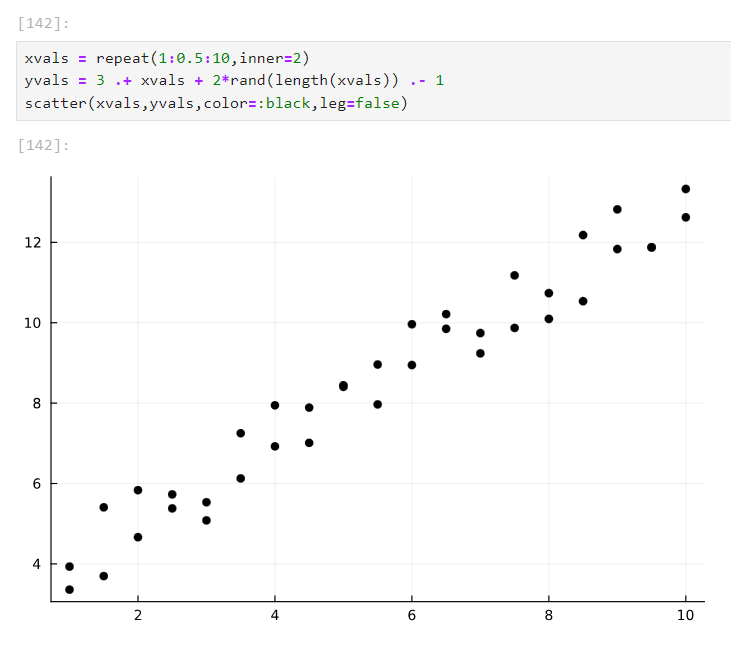 [142]:
xvals = repeat(1:0.5:10,inner=2)
yvals = 3 .+ xvals + 2*rand(length(xvals)) .- 1
scatter(xvals,yvals,color=:black,leg=false)
[142]:
12
10
8
6
4
2 4 6 8 10